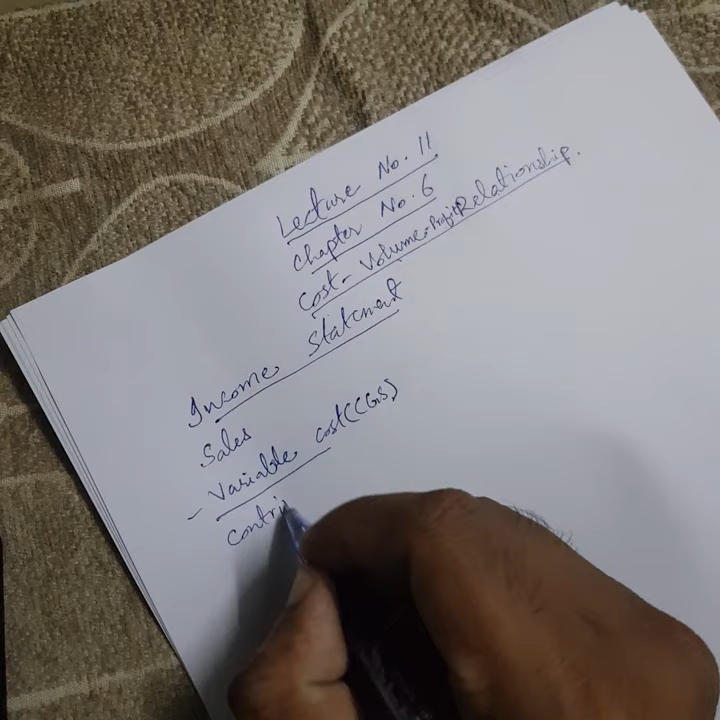 Lecture No. 11
Chapter No. 6
Cost- Volume-Profit Relationship.
Income Statement
Sales
- Variable cost (CGS)
Contri